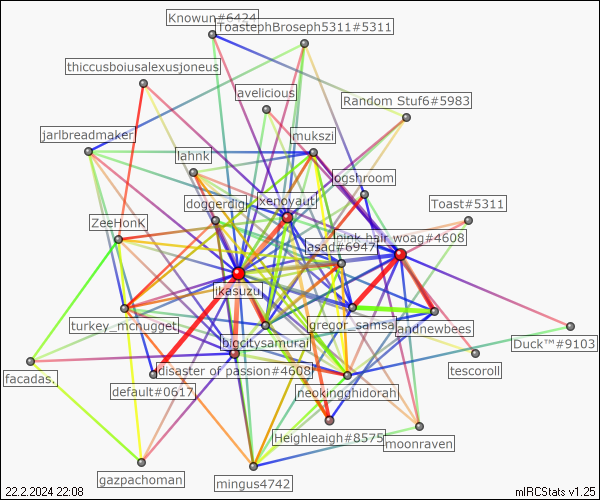 Knowun#6424
ToastephBroseph5311#5311
thiccusboiusalexusjoneus
avelicious
Random Stuf6#5983
jarlbreadmaker
mukszi
lahnk
ogshroom
doggerdig
xenoyaut
Toast#5311
ZeeHonK
pink hair woag#4608
asad#6947
ikasuzu
turkey_mcnugget
gregor_samsa
landnewbees
bigcitysamurai
Duck™#9103
facadas.
disaster of passion#4608
tescoroll
default#0617
neokingghidorah
Heighleigh#8575
moonraven
gazpachoman
mingus4742
22.2.2024 22:08
mIRCStats v1.25